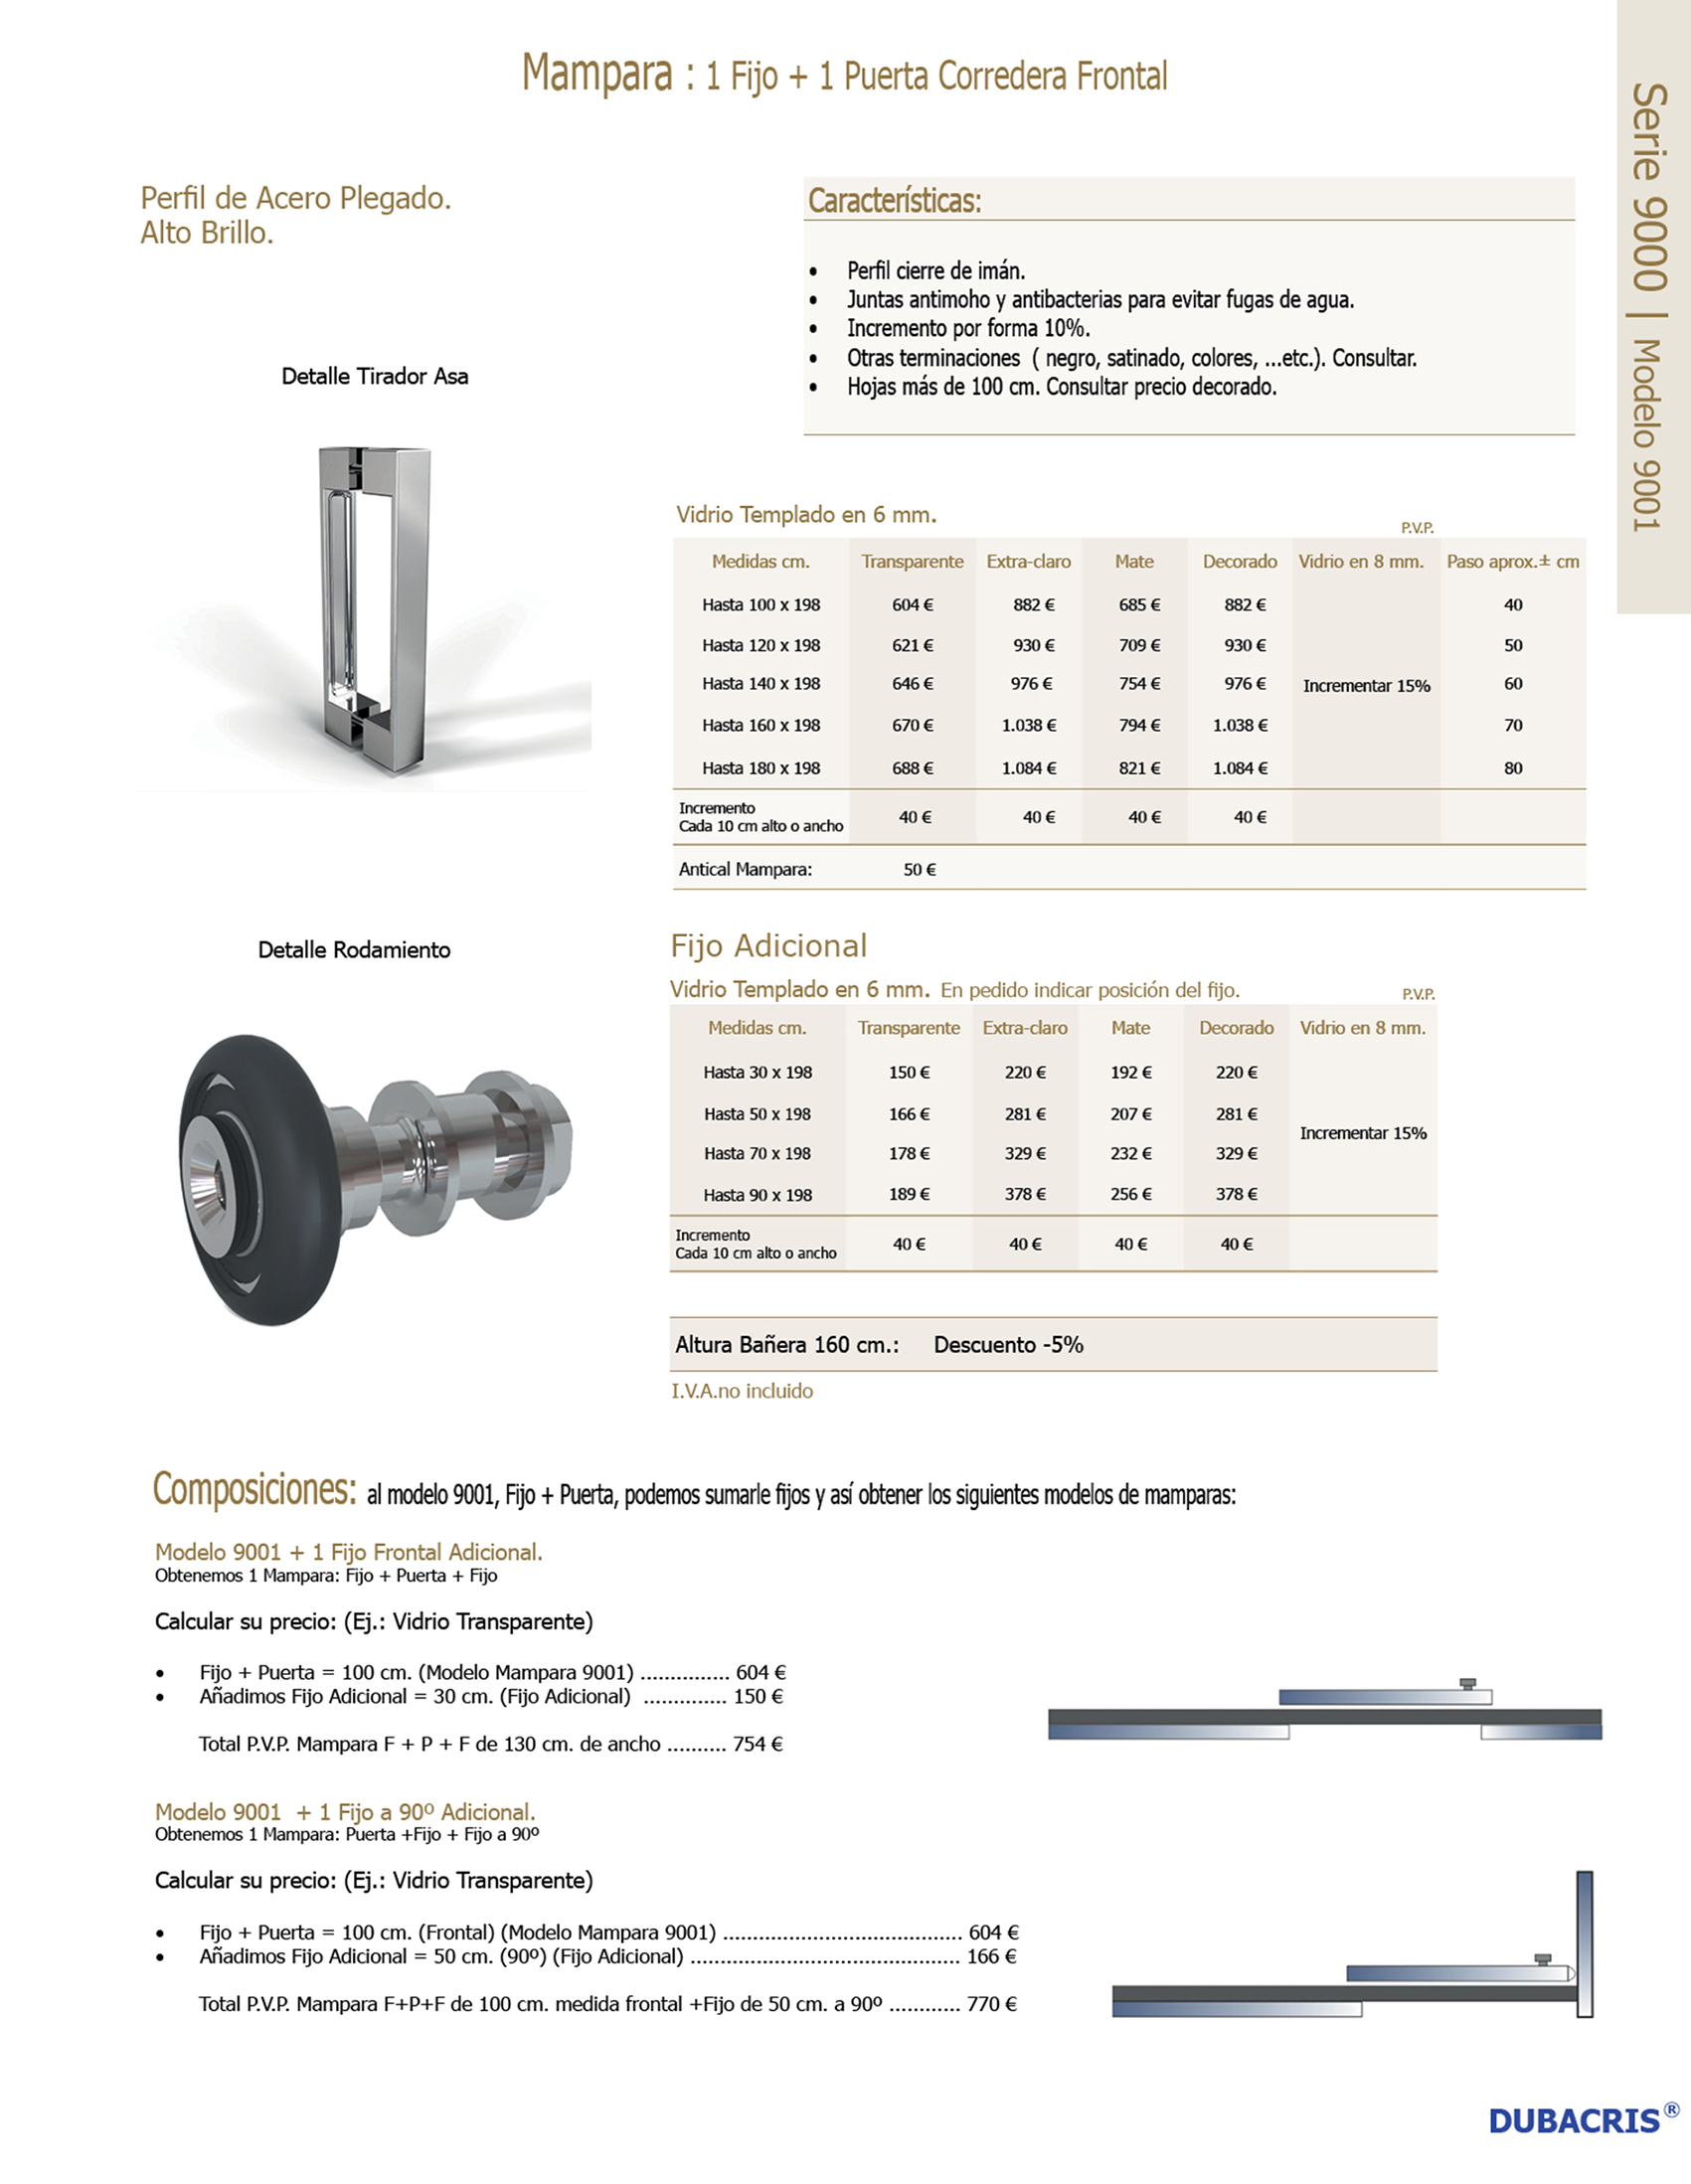 Mampara : 1 Fijo + 1 Puerta Corredera Frontal
Serie 9000 | Modelo 9001
Perfil de Acero Plegado.
Alto Brillo.
Características:
• Perfil cierre de imán.
• Juntas antimoho y antibacterias para evitar fugas de agua.
• Incremento por forma 10%.
• Otras terminaciones ( negro, satinado, colores, ...etc.). Consultar.
• Hojas más de 100 cm. Consultar precio decorado.
Detalle Tirador Asa
Vidrio Templado en 6 mm.
P.V.P.
Medidas cm. Transparente Extra-claro Mate Decorado Vidrio en 8 mm. Paso aprox.± cm
Hasta 100 x 198 604 € 882 € 685 € 882 € 40
Hasta 120 x 198 621 € 930 € 709 € 930 € 50
Hasta 140 x 198 646 € 976 € 754 € 976 € Incrementar 15% 60
Hasta 160 x 198 670 € 1.038 € 794 € 1.038 € 70
Hasta 180 x 198 688 € 1.084 € 821 € 1.084 € 80
Incremento
Cada 10 cm alto o ancho 40 € 40 € 40 € 40 €
Antical Mampara: 50 €
Detalle Rodamiento
Fijo Adicional
Vidrio Templado en 6 mm. En pedido indicar posición del fijo.
P.V.P.
Medidas cm. Transparente Extra-claro Mate Decorado Vidrio en 8 mm.
Hasta 30 x 198 150 € 220 € 192 € 220 €
Hasta 50 x 198 166 € 281 € 207 € 281 €
Incrementar 15%
Hasta 70 x 198 178 € 329 € 232 € 329 €
Hasta 90 x 198 189 € 378 € 256 € 378 €
Incremento
Cada 10 cm alto o ancho 40 € 40 € 40 € 40 €
Altura Bañera 160 cm.: Descuento -5%
I.V.A.no incluido
Composiciones: al modelo 9001, Fijo + Puerta, podemos sumarle fijos y así obtener los siguientes modelos de mamparas:
Modelo 9001 + 1 Fijo Frontal Adicional.
Obtenemos 1 Mampara: Fijo + Puerta + Fijo
Calcular su precio: (Ej.: Vidrio Transparente)
• Fijo + Puerta = 100 cm. (Modelo Mampara 9001) ............... 604 €
• Añadimos Fijo Adicional = 30 cm. (Fijo Adicional) .............. 150 €
Total P.V.P. Mampara F + P + F de 130 cm. de ancho .......... 754 €
Modelo 9001 + 1 Fijo a 90º Adicional.
Obtenemos 1 Mampara: Puerta +Fijo + Fijo a 90º
Calcular su precio: (Ej.: Vidrio Transparente)
• Fijo + Puerta = 100 cm. (Frontal) (Modelo Mampara 9001) ........................................ 604 €
• Añadimos Fijo Adicional = 50 cm. (90º) (Fijo Adicional) ............................................. 166 €
Total P.V.P. Mampara F+P+F de 100 cm. medida frontal +Fijo de 50 cm. a 90º ............ 770 €
DUBACRIS®